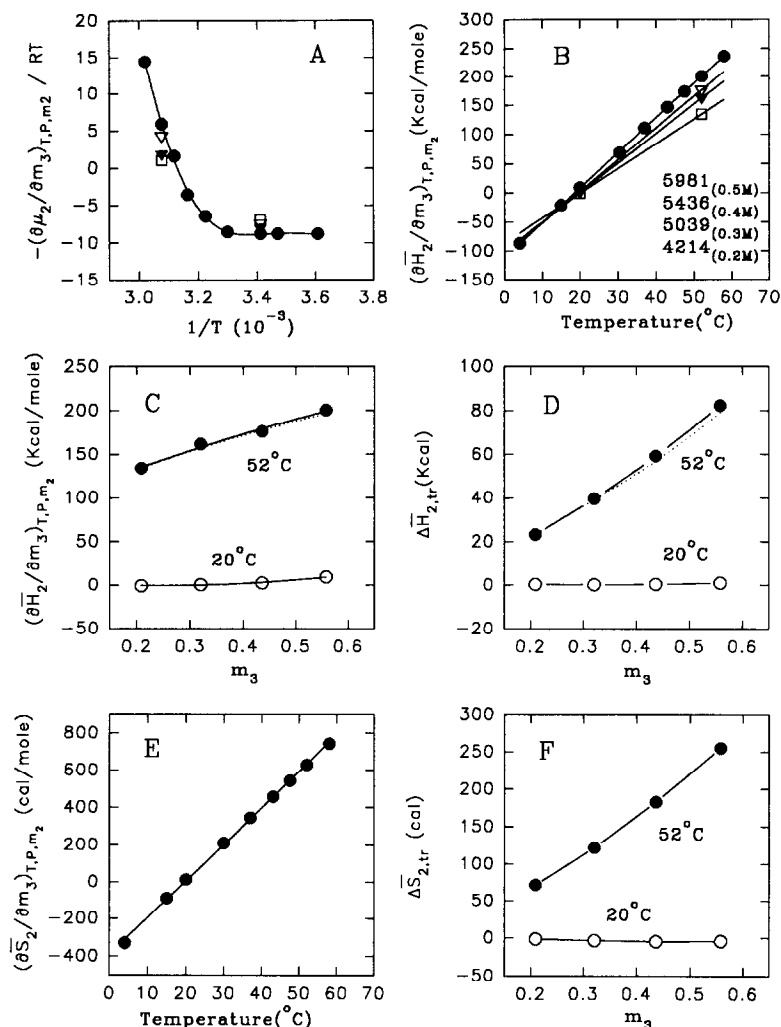 −(∂μ2/∂m3)T,P,m2 / RT
20
15
10
5
0
−5
−10
−15
20
A
3.0 3.2 3.4 3.6 3.8
1/T (10−3)
(∂H̅2/∂m3)T,P,m2(Kcal/mole)
300
250
200
150
100
50
0
−50
−100
−150
B
5981(0.5M)
5436(0.4M)
5039(0.3M)
4214(0.2M)
0 10 20 30 40 50 60 70
Temperature(°C)
(∂H̅2/∂m3)T,P,m2 (Kcal/mole)
250
200
150
100
50
0
−50
C
52°C
20°C
0.2 0.3 0.4 0.5 0.6
m3
Δ̅H̅2,tr(Kcal)
100
80
60
40
20
0
−20
D
52°C
20°C
0.2 0.3 0.4 0.5 0.6
m3
(∂S̅2/∂m3)T,P,m2 (cal/mole)
800
600
400
200
0
−200
−400
E
0 10 20 30 40 50 60 70
Temperature(°C)
Δ̅S̅2,tr (cal)
300
250
200
150
100
50
0
−50
F
52°C
20°C
0.2 0.3 0.4 0.5 0.6
m3